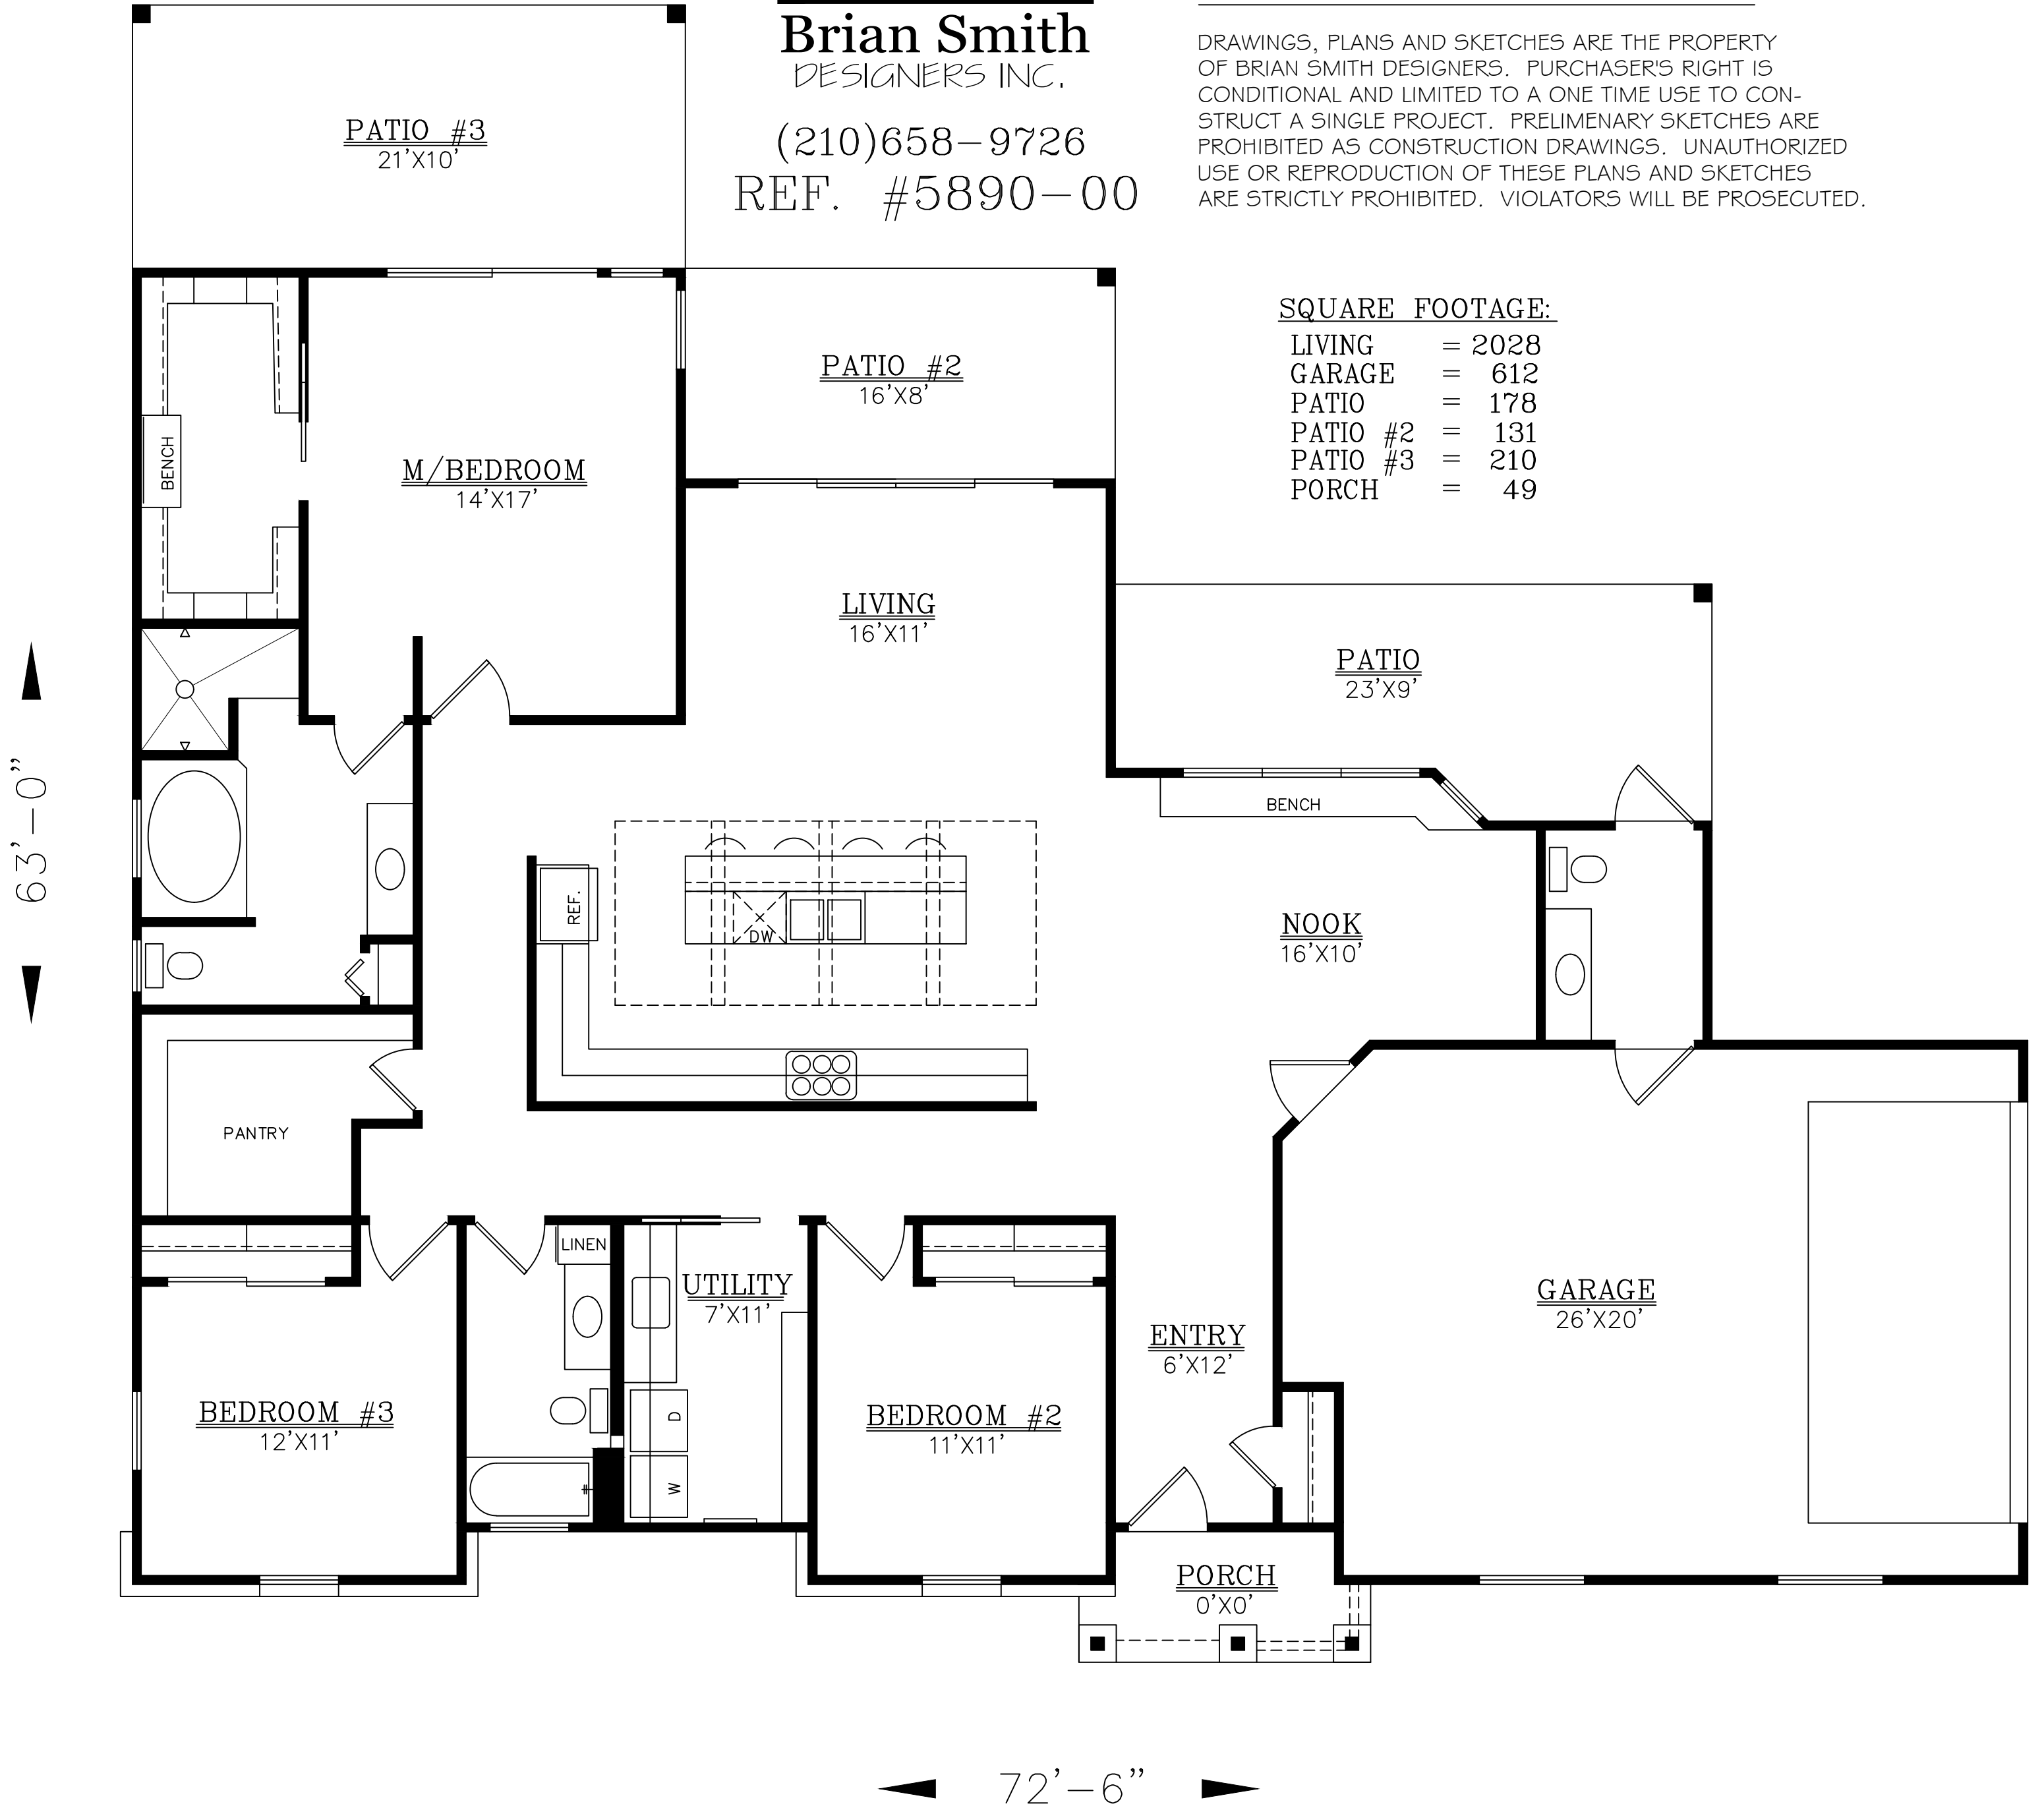 Brian Smith
DESIGNERS INC.
(210)658-9726
REF. #5890-00
DRAWINGS, PLANS AND SKETCHES ARE THE PROPERTY
OF BRIAN SMITH DESIGNERS. PURCHASER'S RIGHT IS
CONDITIONAL AND LIMITED TO A ONE TIME USE TO CON-
STRUCT A SINGLE PROJECT. PRELIMENARY SKETCHES ARE
PROHIBITED AS CONSTRUCTION DRAWINGS. UNAUTHORIZED
USE OR REPRODUCTION OF THESE PLANS AND SKETCHES
ARE STRICTLY PROHIBITED. VIOLATORS WILL BE PROSECUTED.
PATIO #3
21'X10'
SQUARE FOOTAGE:
LIVING = 2028
GARAGE = 612
PATIO = 178
PATIO #2 = 131
PATIO #3 = 210
PORCH = 49
PATIO #2
16'X8'
BENCH
M/BEDROOM
14'X17'
LIVING
16'X11'
PATIO
23'X9'
63'-0"
BENCH
REF.
DW
NOOK
16'X10'
PANTRY
LINEN
UTILITY
7'X11'
GARAGE
26'X20'
ENTRY
6'X12'
BEDROOM #3
12'X11'
D
W
BEDROOM #2
11'X11'
PORCH
0'X0'
72'-6"